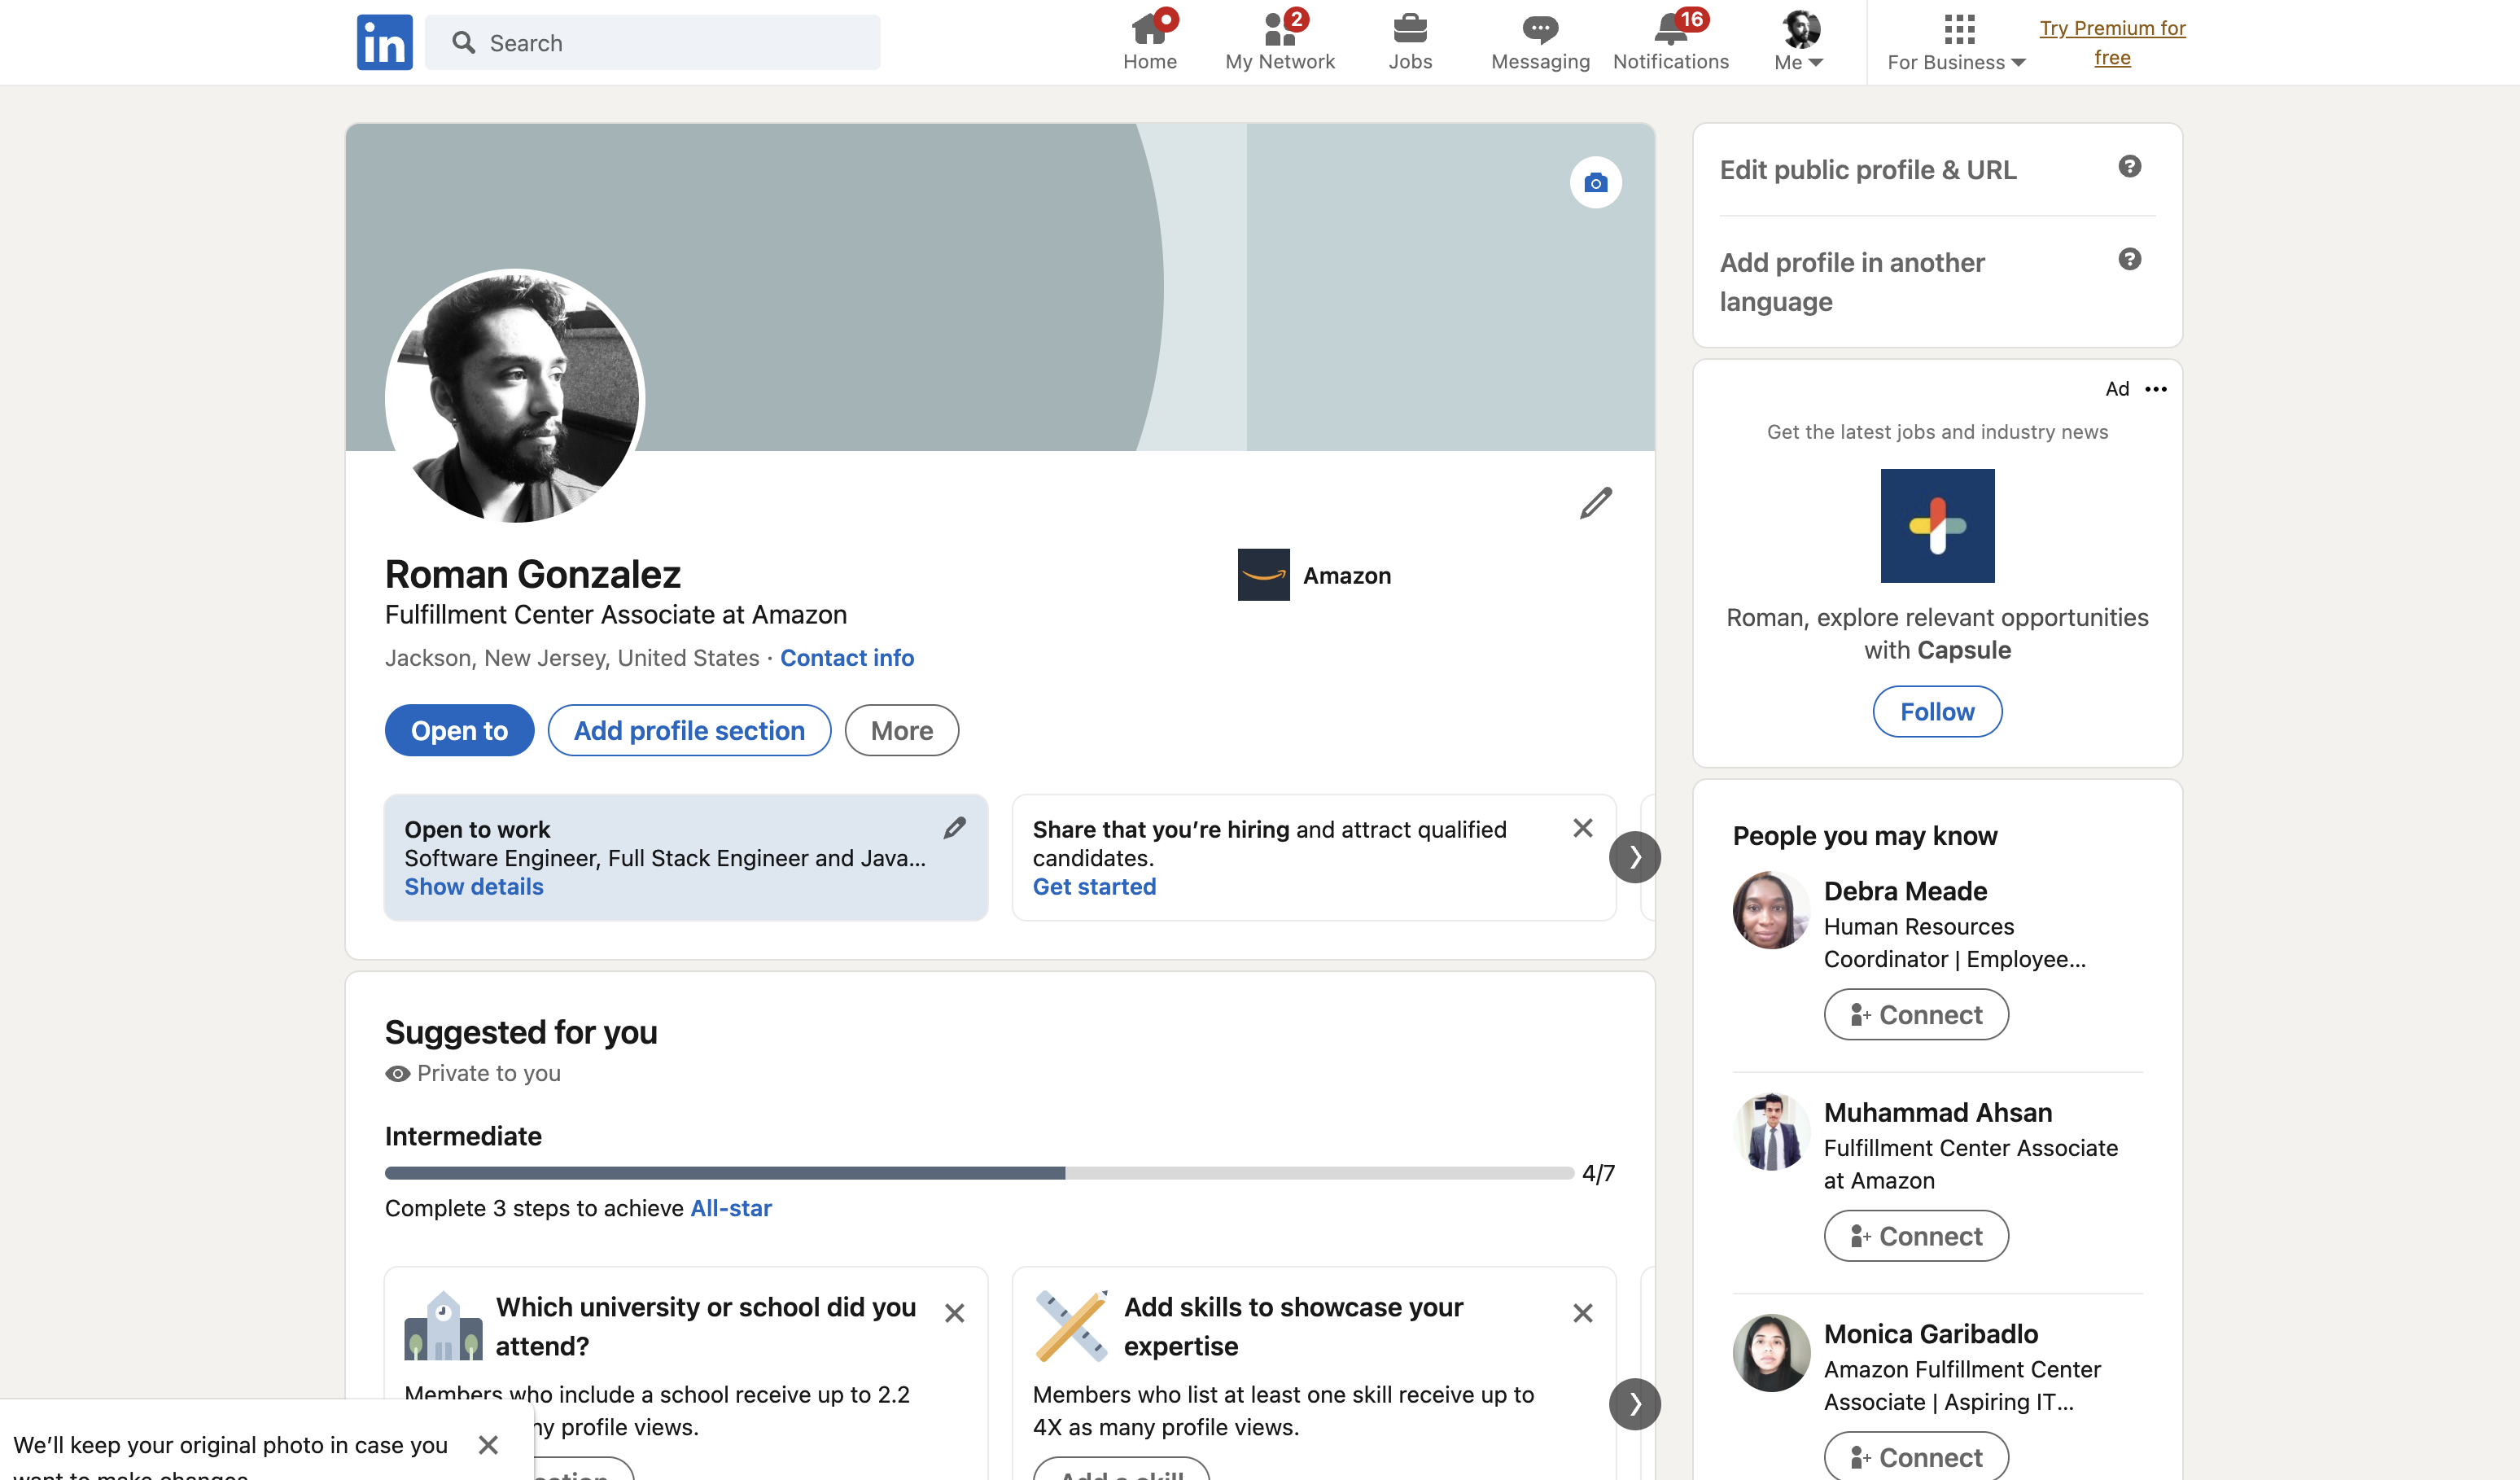 in
Search
Home
2
My Network
Jobs
Messaging
16
Notifications
Me
For Business
Try Premium for
free
Roman Gonzalez
Fulfillment Center Associate at Amazon
Jackson, New Jersey, United States · Contact info
Amazon
Open to
Add profile section
More
Open to work
Software Engineer, Full Stack Engineer and Java...
Show details
Share that you’re hiring and attract qualified
candidates.
Get started
Suggested for you
Private to you
Intermediate
4/7
Complete 3 steps to achieve All-star
Which university or school did you
attend?
Members who include a school receive up to 2.2
ny profile views.
Add skills to showcase your
expertise
Members who list at least one skill receive up to
4X as many profile views.
Add a skill
We’ll keep your original photo in case you
want to make changes
Edit public profile & URL
Add profile in another
language
Ad
Get the latest jobs and industry news
Roman, explore relevant opportunities
with Capsule
Follow
People you may know
Debra Meade
Human Resources
Coordinator | Employee...
Connect
Muhammad Ahsan
Fulfillment Center Associate
at Amazon
Connect
Monica Garibadlo
Amazon Fulfillment Center
Associate | Aspiring IT...
Connect